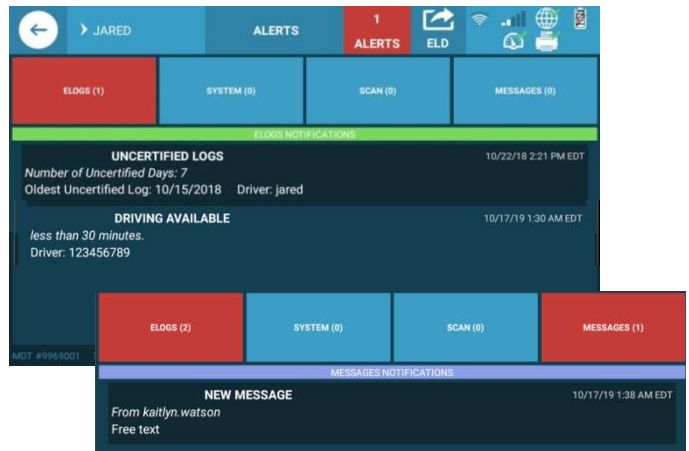 JARED
ALERTS
1
ALERTS
ELD
ELOGS (1)
SYSTEM (0)
SCAN (0)
MESSAGES (0)
ELOGS NOTIFICATIONS
UNCERTIFIED LOGS 10/22/18 2:21 PM EDT
Number of Uncertified Days: 7
Oldest Uncertified Log: 10/15/2018 Driver: jared
DRIVING AVAILABLE 10/17/19 1:30 AM EDT
less than 30 minutes.
Driver: 123456789
MDT #9969001
ELOGS (2)
SYSTEM (0)
SCAN (0)
MESSAGES (1)
MESSAGES NOTIFICATIONS
NEW MESSAGE 10/17/19 1:38 AM EDT
From kaitlyn.watson
Free text